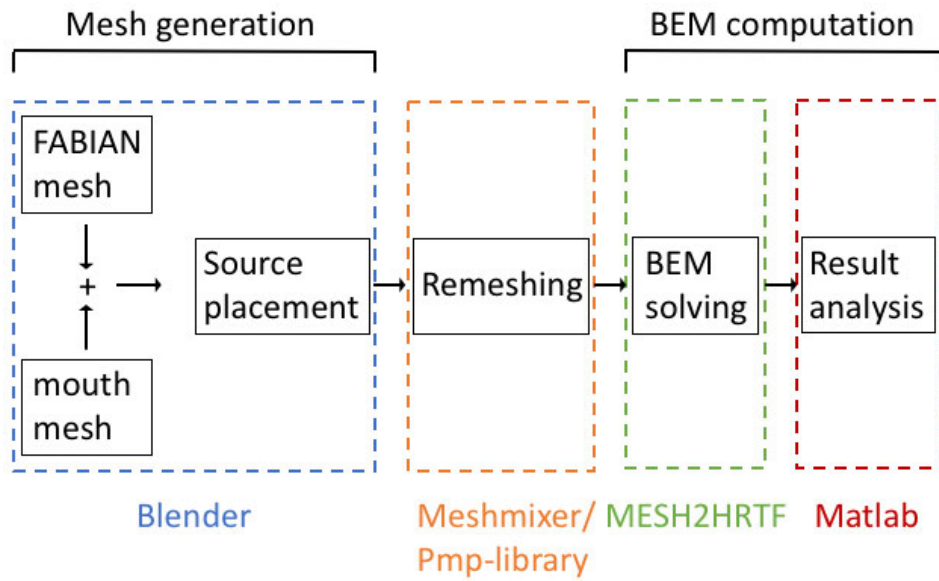 Mesh generation
BEM computation
FABIAN
mesh
+
mouth
mesh
Source
placement
Remeshing
BEM
solving
Result
analysis
Blender
Meshmixer/
Pmp-library
MESH2HRTF
Matlab